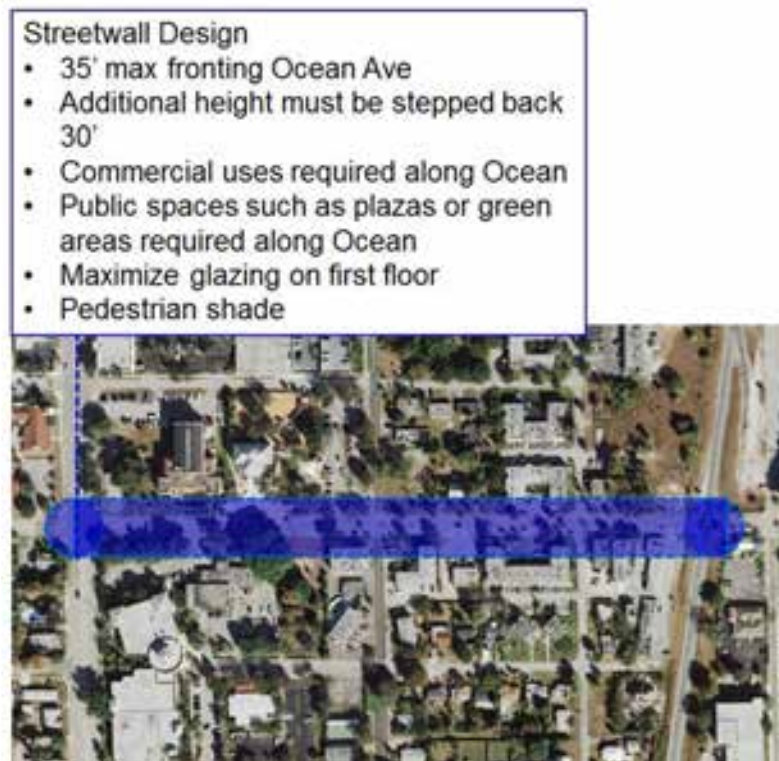 Streetwall Design
• 35' max fronting Ocean Ave
• Additional height must be stepped back
30'
• Commercial uses required along Ocean
• Public spaces such as plazas or green
areas required along Ocean
• Maximize glazing on first floor
• Pedestrian shade